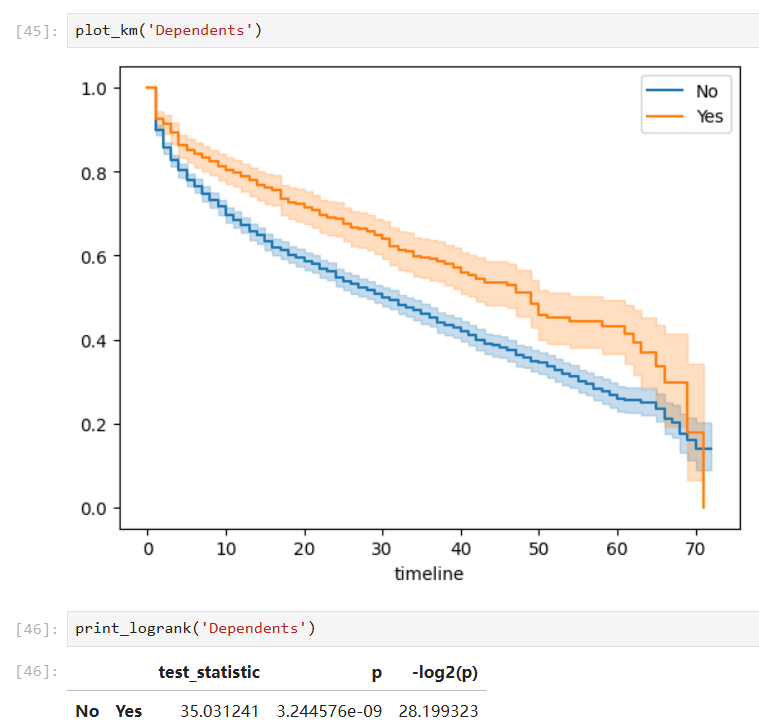 [45]: plot_km('Dependents')
1.0
0.8
0.6
0.4
0.2
0.0
No
Yes
0 10 20 30 40 50 60 70
timeline
[46]: print_logrank('Dependents')
[46]: test_statistic p -log2(p)
No Yes 35.031241 3.244576e-09 28.199323